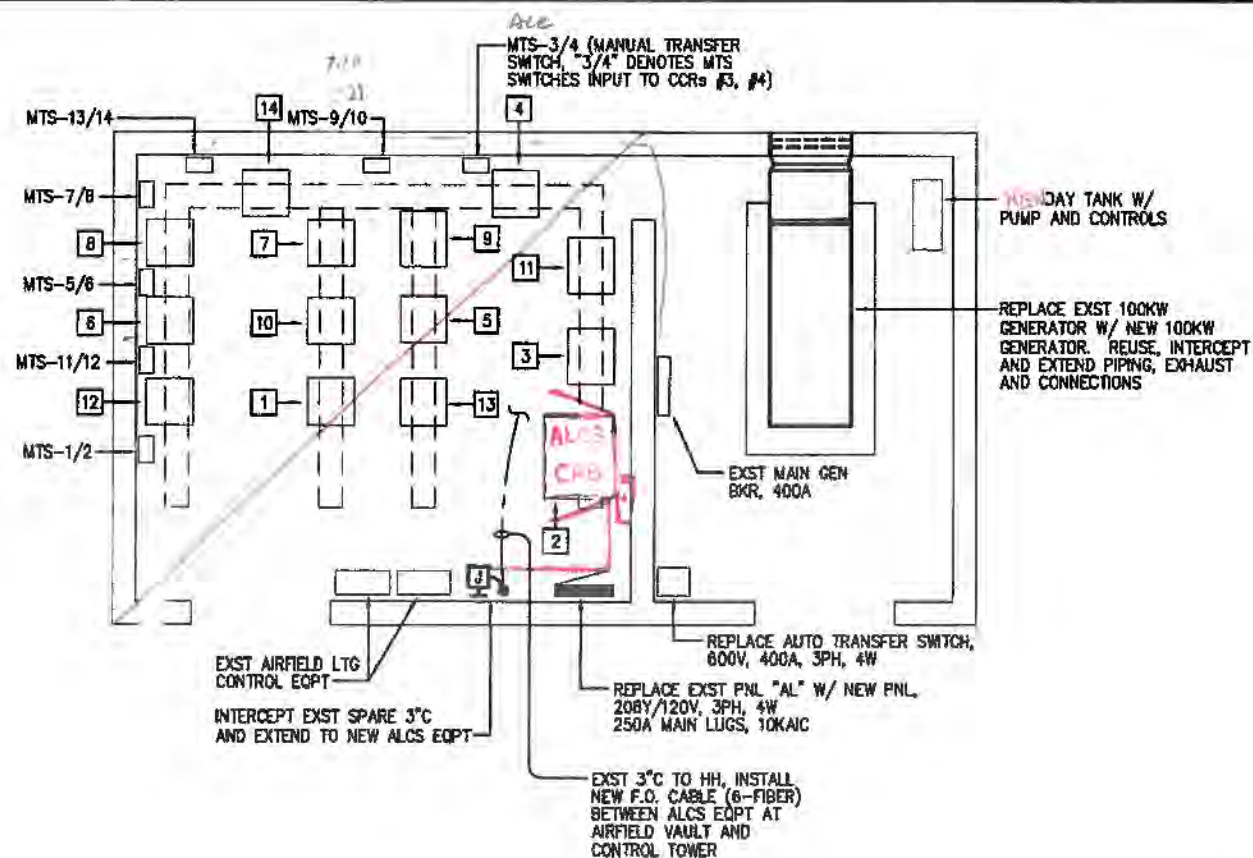 MTS-3/4 (MANUAL TRANSFER
SWITCH, "3/4" DENOTES MTS
SWITCHES INPUT TO CCRs #3, #4)
MTS-13/14
14
MTS-9/10
4
MTS-7/8
8
7
9
11
DAY TANK W/
PUMP AND CONTROLS
MTS-5/6
6
10
5
3
REPLACE EXST 100KW
GENERATOR W/ NEW 100KW
GENERATOR. REUSE, INTERCEPT
AND EXTEND PIPING, EXHAUST
AND CONNECTIONS
MTS-11/12
12
1
13
MTS-1/2
ALCS
CAB
EXST MAIN GEN
BKR, 400A
2
J
REPLACE AUTO TRANSFER SWITCH,
600V, 400A, 3PH, 4W
EXST AIRFIELD LTG
CONTROL EQPT
REPLACE EXST PNL "AL" W/ NEW PNL,
208Y/120V, 3PH, 4W
250A MAIN LUGS, 10KAIC
INTERCEPT EXST SPARE 3"C
AND EXTEND TO NEW ALCS EQPT
EXST 3"C TO HH, INSTALL
NEW F.O. CABLE (6-FIBER)
BETWEEN ALCS EQPT AT
AIRFIELD VAULT AND
CONTROL TOWER